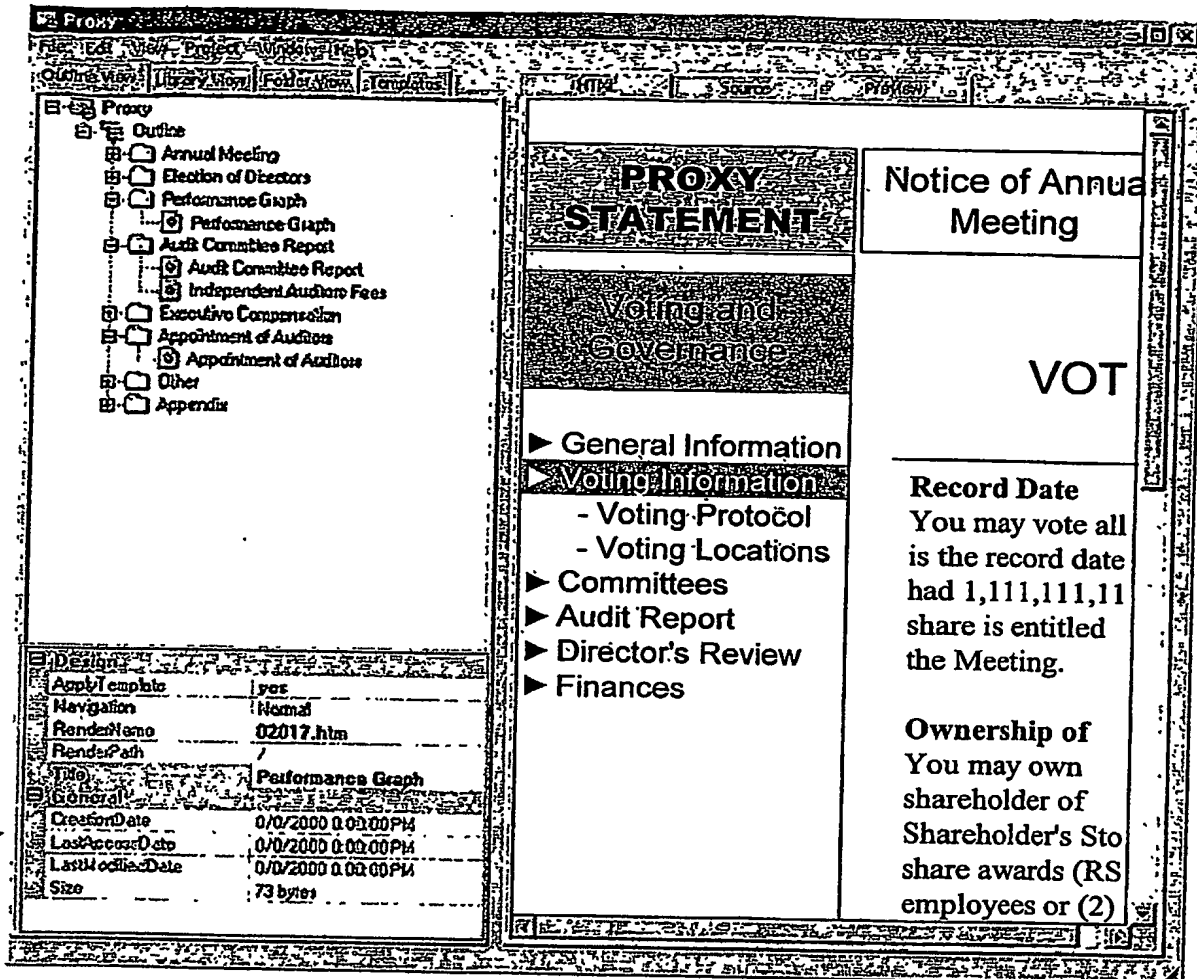 Proxy
File Edit View Project Windows Help
Outline View Library View Folder View Templates
HTML Source Preview
Proxy
Outline
Annual Meeting
Election of Directors
Performance Graph
Performance Graph
Audit Committee Report
Audit Committee Report
Independent Auditors Fees
Executive Compensation
Appointment of Auditors
Appointment of Auditors
Other
Appendix
Design
ApplyTemplate yes
Navigation Normal
RenderName 02017.htm
RenderPath /
Title Performance Graph
General
CreationDate 0/0/2000 0:00:00PM
LastAccessDate 0/0/2000 0:00:00PM
LastModifiedDate 0/0/2000 0:00:00PM
Size 73 bytes
PROXY
STATEMENT
Voting and
Governance
► General Information
► Voting Information
- Voting Protocol
- Voting Locations
► Committees
► Audit Report
► Director's Review
► Finances
Notice of Annua
Meeting
VOT
Record Date
You may vote all
is the record date
had 1,111,111,11
share is entitled
the Meeting.
Ownership of
You may own
shareholder of
Shareholder's Sto
share awards (RS
employees or (2)